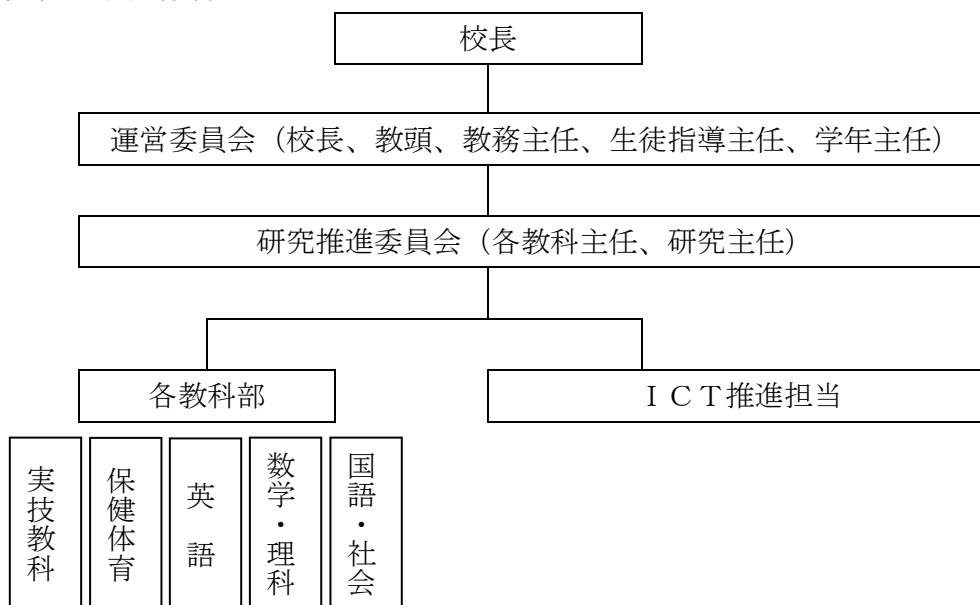 校長
運営委員会（校長、教頭、教務主任、生徒指導主任、学年主任）
研究推進委員会（各教科主任、研究主任）
各教科部
ＩＣＴ推進担当
国語・社会
数学・理科
英語
保健体育
実技教科